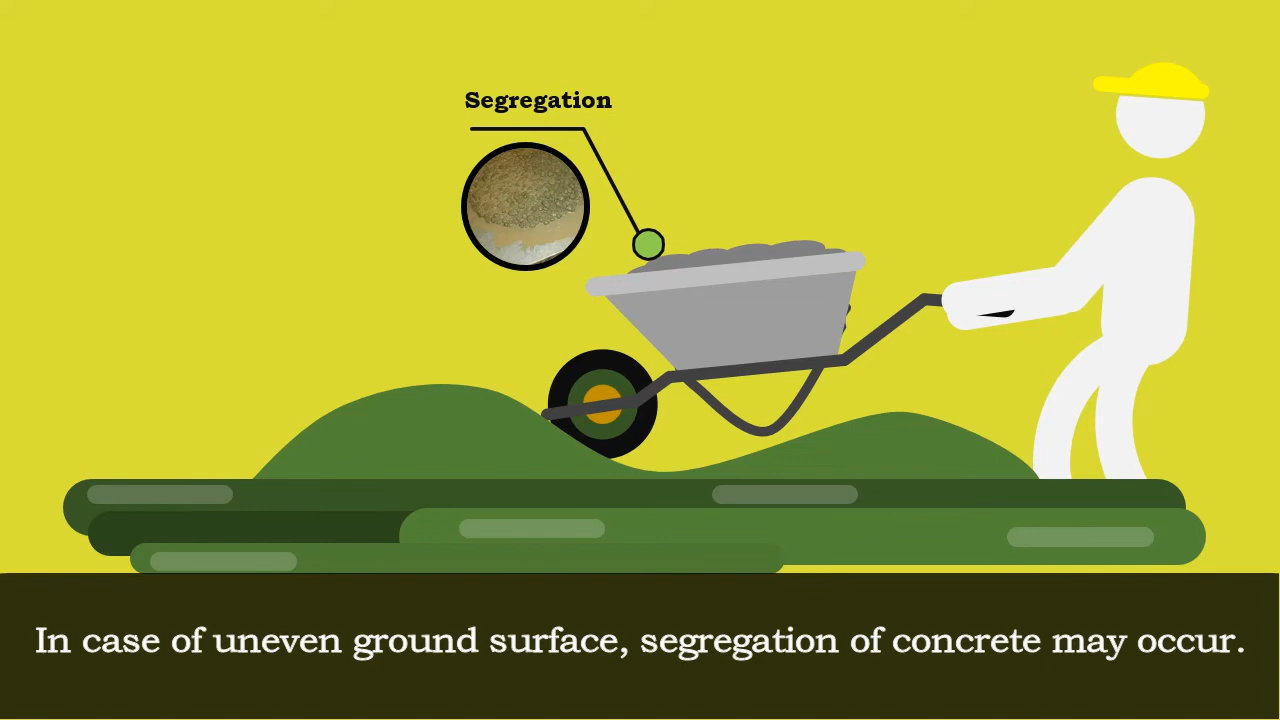 Segregation
In case of uneven ground surface, segregation of concrete may occur.